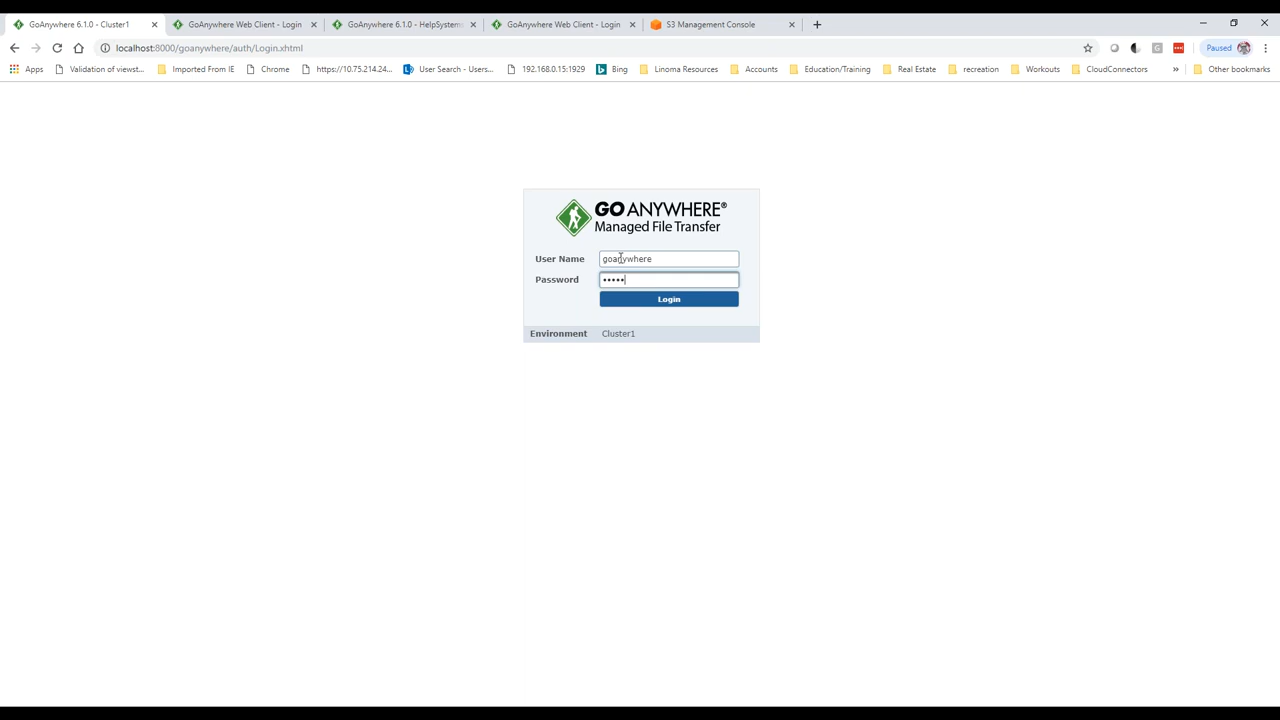 GoAnywhere 6.1.0 - Cluster1
GoAnywhere Web Client - Login
GoAnywhere 6.1.0 - HelpSystems
GoAnywhere Web Client - Login
S3 Management Console
localhost:8000/goanywhere/auth/Login.xhtml
Paused
Apps
Validation of viewst...
Imported From IE
Chrome
https://10.75.214.24...
User Search - Users...
192.168.0.15:1929
Bing
Linoma Resources
Accounts
Education/Training
Real Estate
recreation
Workouts
CloudConnectors
»
Other bookmarks
GO ANYWHERE®
Managed File Transfer
User Name goanywhere
Password •••••
Login
Environment Cluster1